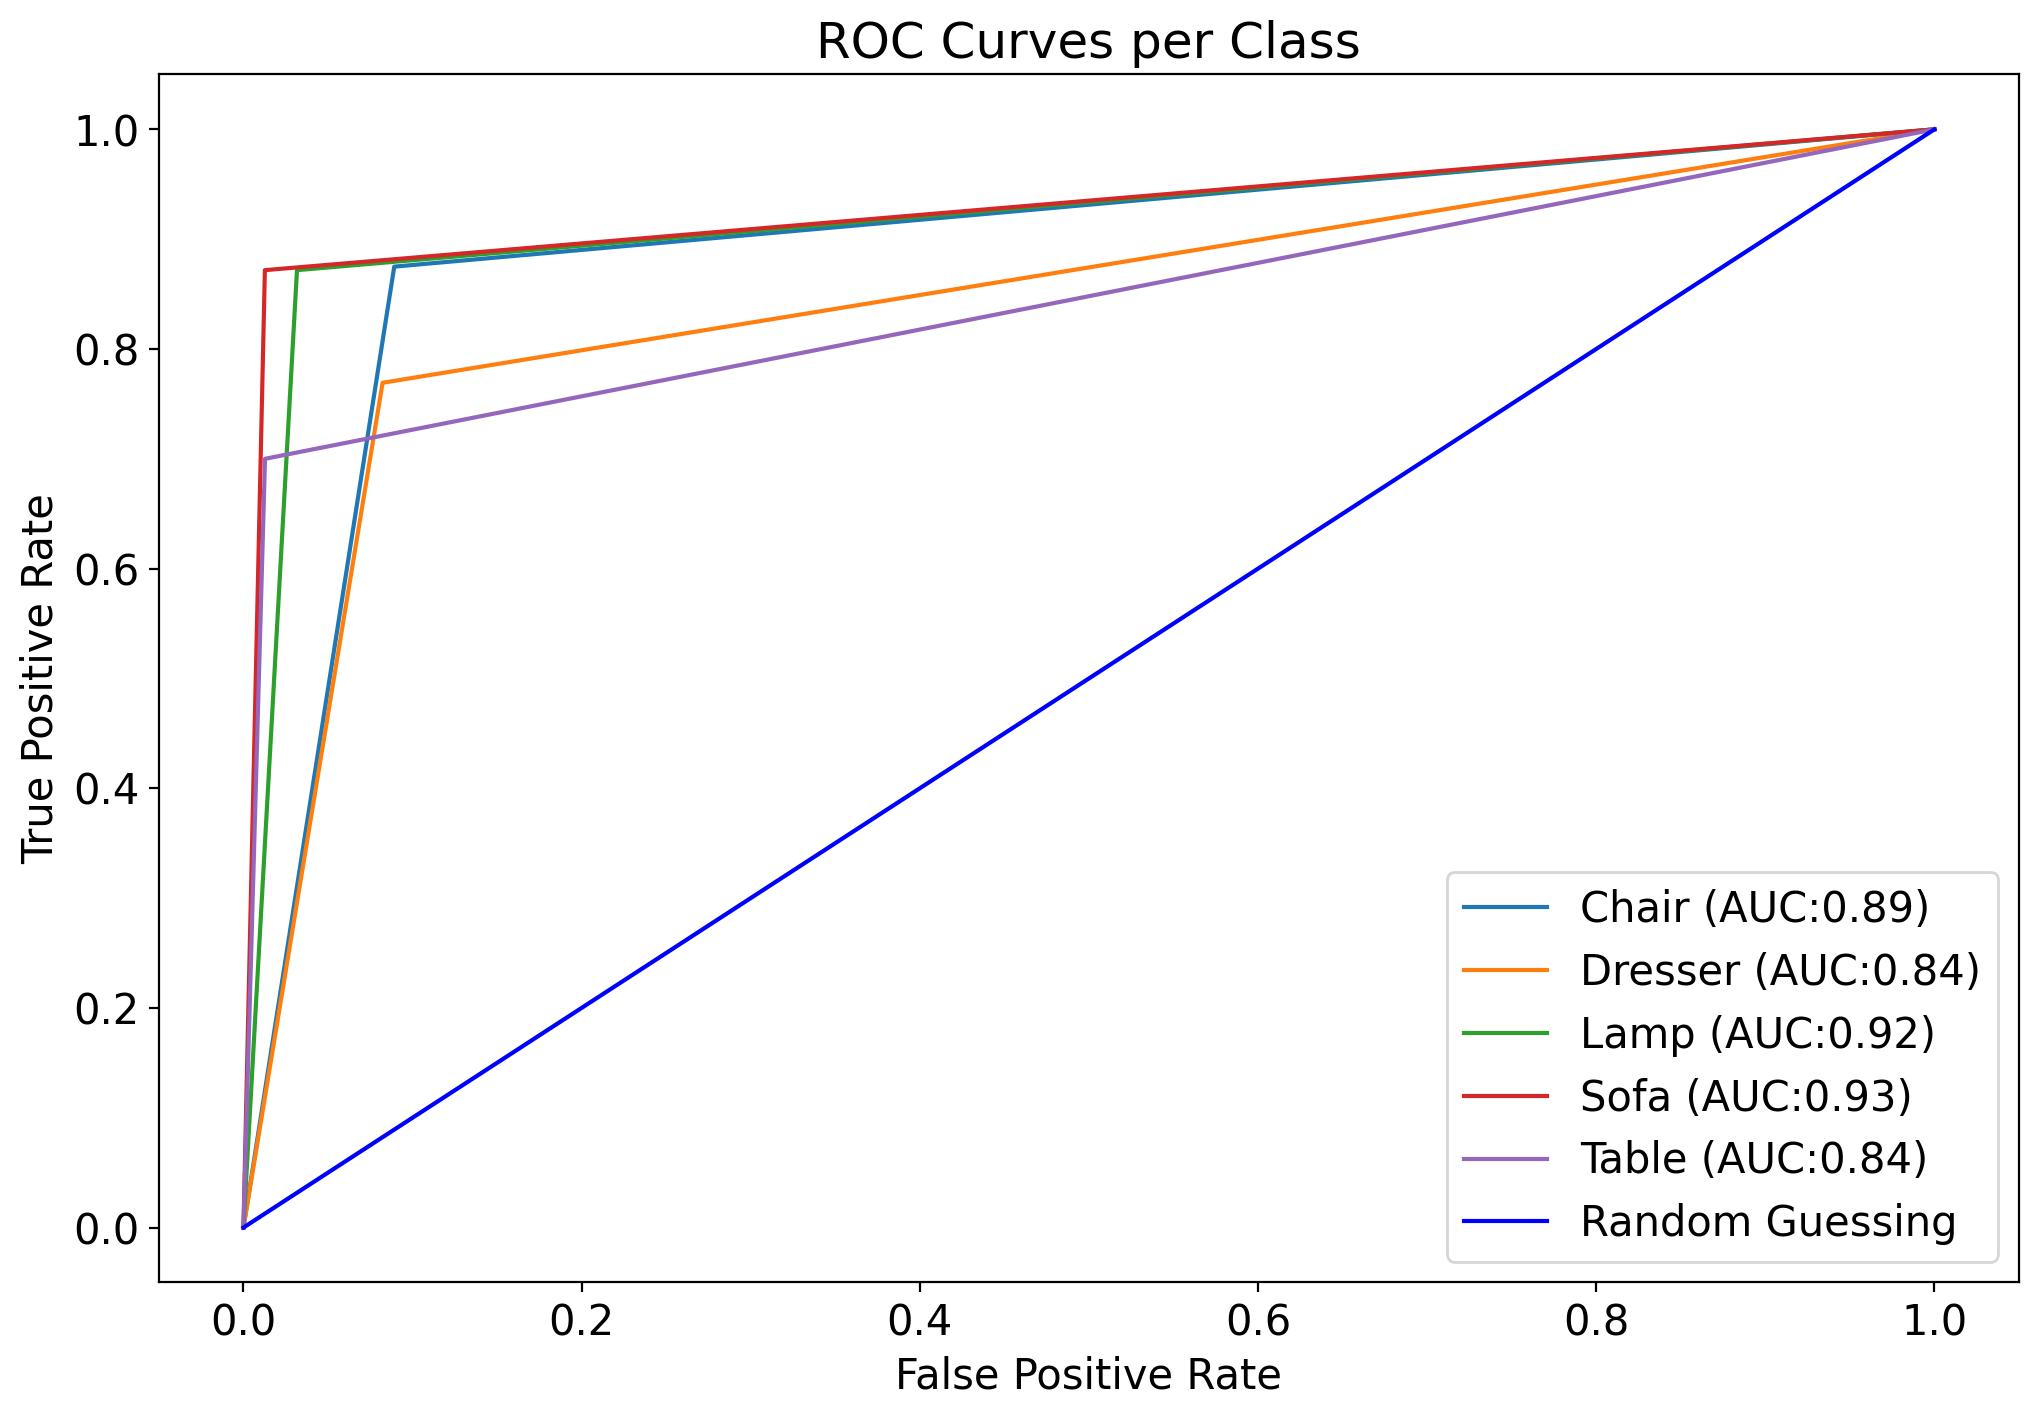 ROC Curves per Class
1.0
0.8
0.6
0.4
0.2
0.0
True Positive Rate
0.0 0.2 0.4 0.6 0.8 1.0
False Positive Rate
Chair (AUC:0.89)
Dresser (AUC:0.84)
Lamp (AUC:0.92)
Sofa (AUC:0.93)
Table (AUC:0.84)
Random Guessing